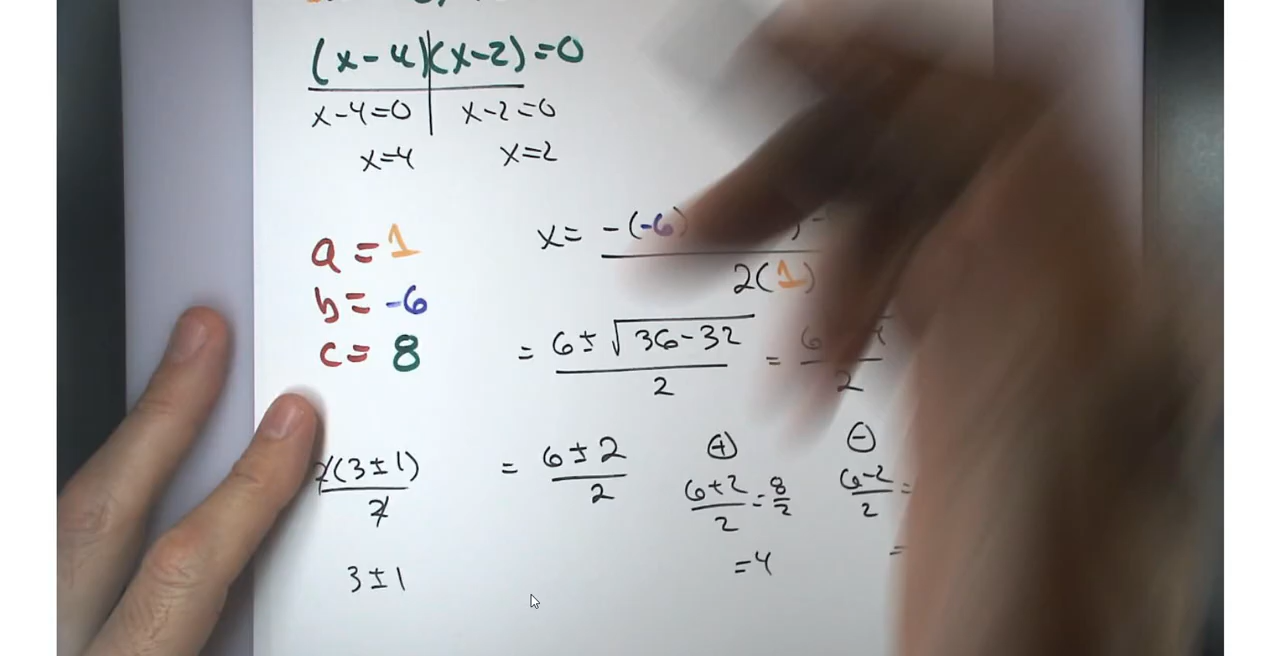 (x-4)(x-2)=0
x-4=0 x-2=0
x=4 x=2
a=1
b=-6
c=8
x= -(-6)
2(1)
= 6±√36-32 / 2 = 6 / 2
2(3±1) / 2
3±1
= 6±2 / 2
+
6+2 / 2 = 8/2
=4
-
6-2 / 2 =
=